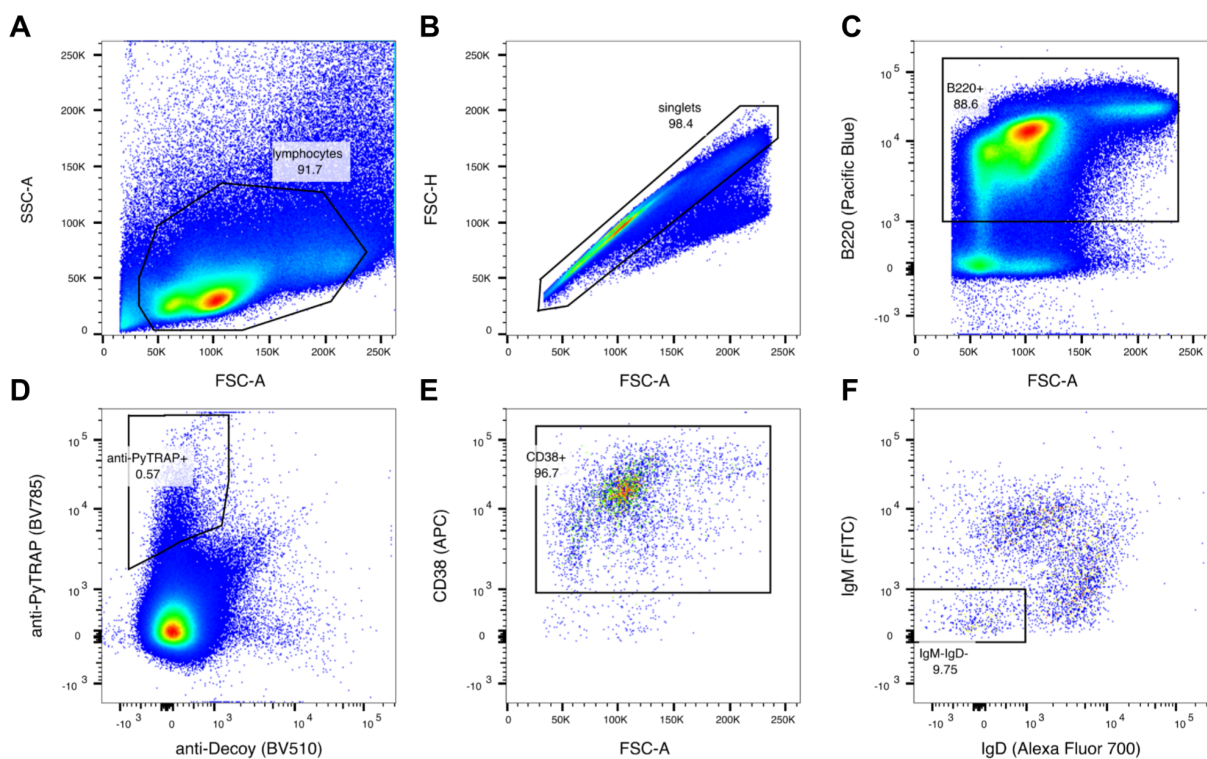 A
250K
200K
150K
100K
50K
0
SSC-A
lymphocytes
91.7
0
50K
100K
150K
200K
250K
FSC-A
B
250K
200K
150K
100K
50K
0
FSC-H
singlets
98.4
0
50K
100K
150K
200K
250K
FSC-A
C
10^5
10^4
10^3
0
-10^3
B220 (Pacific Blue)
B220+
88.6
0
50K
100K
150K
200K
250K
FSC-A
D
10^5
10^4
10^3
0
-10^3
anti-PyTRAP (BV785)
anti-PyTRAP+
0.57
-10^3
0
10^3
10^4
10^5
anti-Decoy (BV510)
E
10^5
10^4
10^3
0
-10^3
CD38 (APC)
CD38+
96.7
0
50K
100K
150K
200K
250K
FSC-A
F
10^5
10^4
10^3
0
-10^3
IgM (FITC)
IgM-IgD-
9.75
-10^3
0
10^3
10^4
10^5
IgD (Alexa Fluor 700)